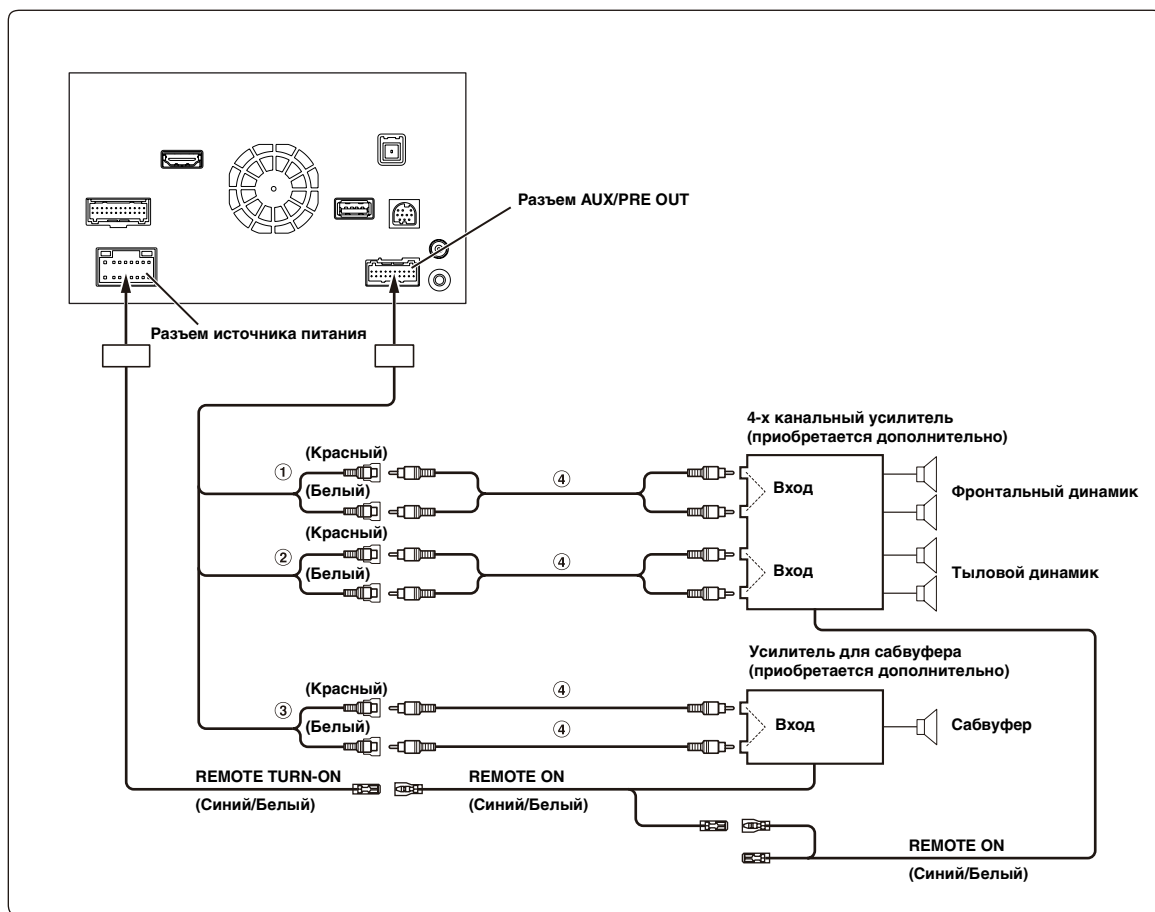 Разъем AUX/PRE OUT
Разъем источника питания
4-х канальный усилитель
(приобретается дополнительно)
(Красный)
①
④
(Белый)
Вход
Фронтальный динамик
(Красный)
②
④
(Белый)
Вход
Тыловой динамик
Усилитель для сабвуфера
(приобретается дополнительно)
(Красный)
④
③
(Белый)
④
Вход
Сабвуфер
REMOTE TURN-ON
(Синий/Белый)
REMOTE ON
(Синий/Белый)
REMOTE ON
(Синий/Белый)